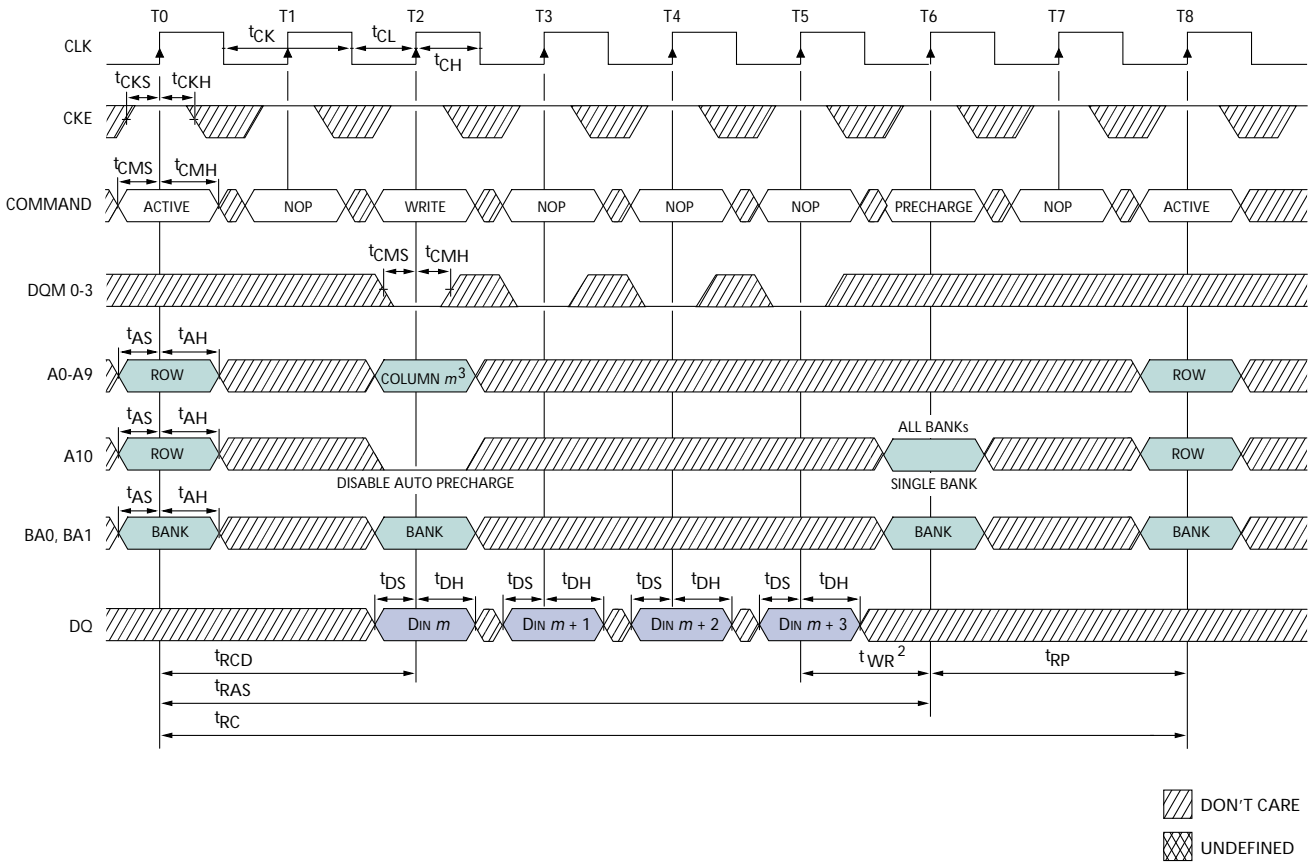 T0 T1 T2 T3 T4 T5 T6 T7 T8
tCK tCL
CLK
tCH
tCKS tCKH
CKE
tCMS tCMH
COMMAND ACTIVE NOP WRITE NOP NOP NOP PRECHARGE NOP ACTIVE
tCMS tCMH
DQM 0-3
tAS tAH
A0-A9 ROW COLUMN m3 ROW
tAS tAH ALL BANKs
A10 ROW ROW
DISABLE AUTO PRECHARGE SINGLE BANK
tAS tAH
BA0, BA1 BANK BANK BANK BANK
tDS tDH tDS tDH tDS tDH tDS tDH
DQ DIN m DIN m + 1 DIN m + 2 DIN m + 3
tRCD tWR2 tRP
tRAS
tRC
DON'T CARE
UNDEFINED